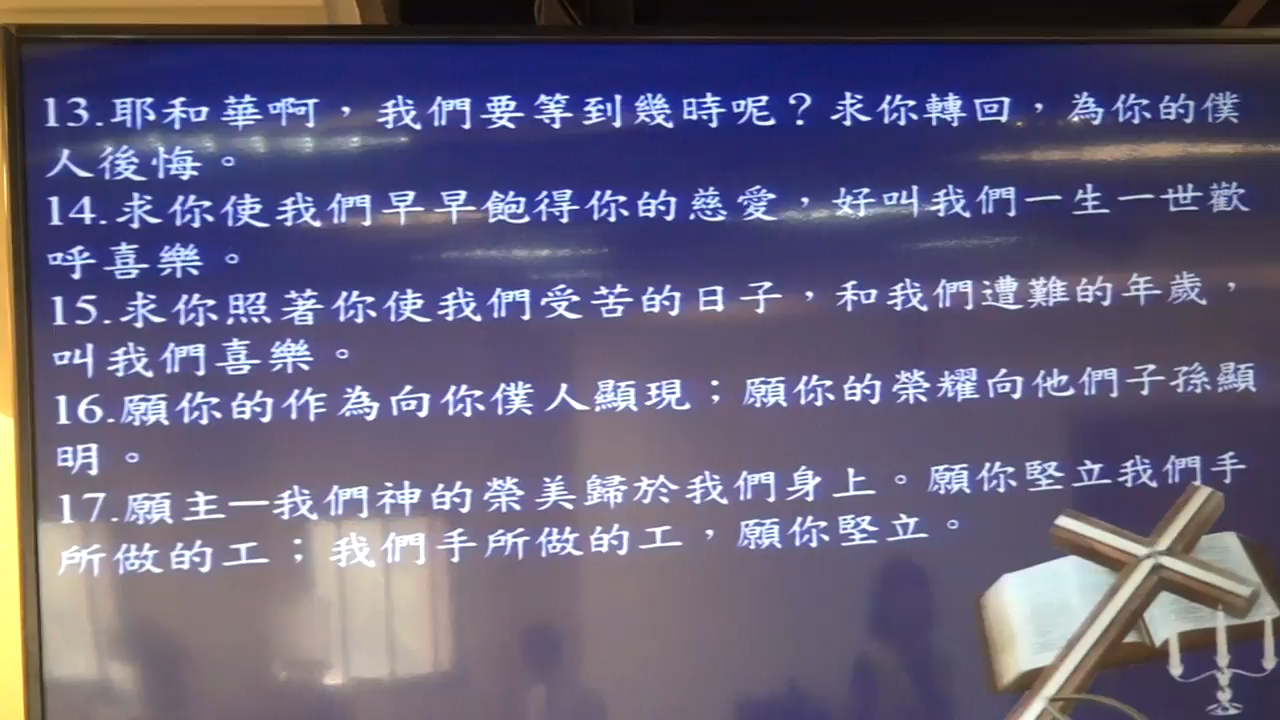 13.耶和華啊，我們要等到幾時呢？求你轉回，為你的僕
人後悔。
14.求你使我們早早飽得你的慈愛，好叫我們一生一世歡
呼喜樂。
15.求你照著你使我們受苦的日子，和我們遭難的年歲，
叫我們喜樂。
16.願你的作為向你僕人顯現；願你的榮耀向他們子孫顯
明。
17.願主—我們神的榮美歸於我們身上。願你堅立我們手
所做的工；我們手所做的工，願你堅立。